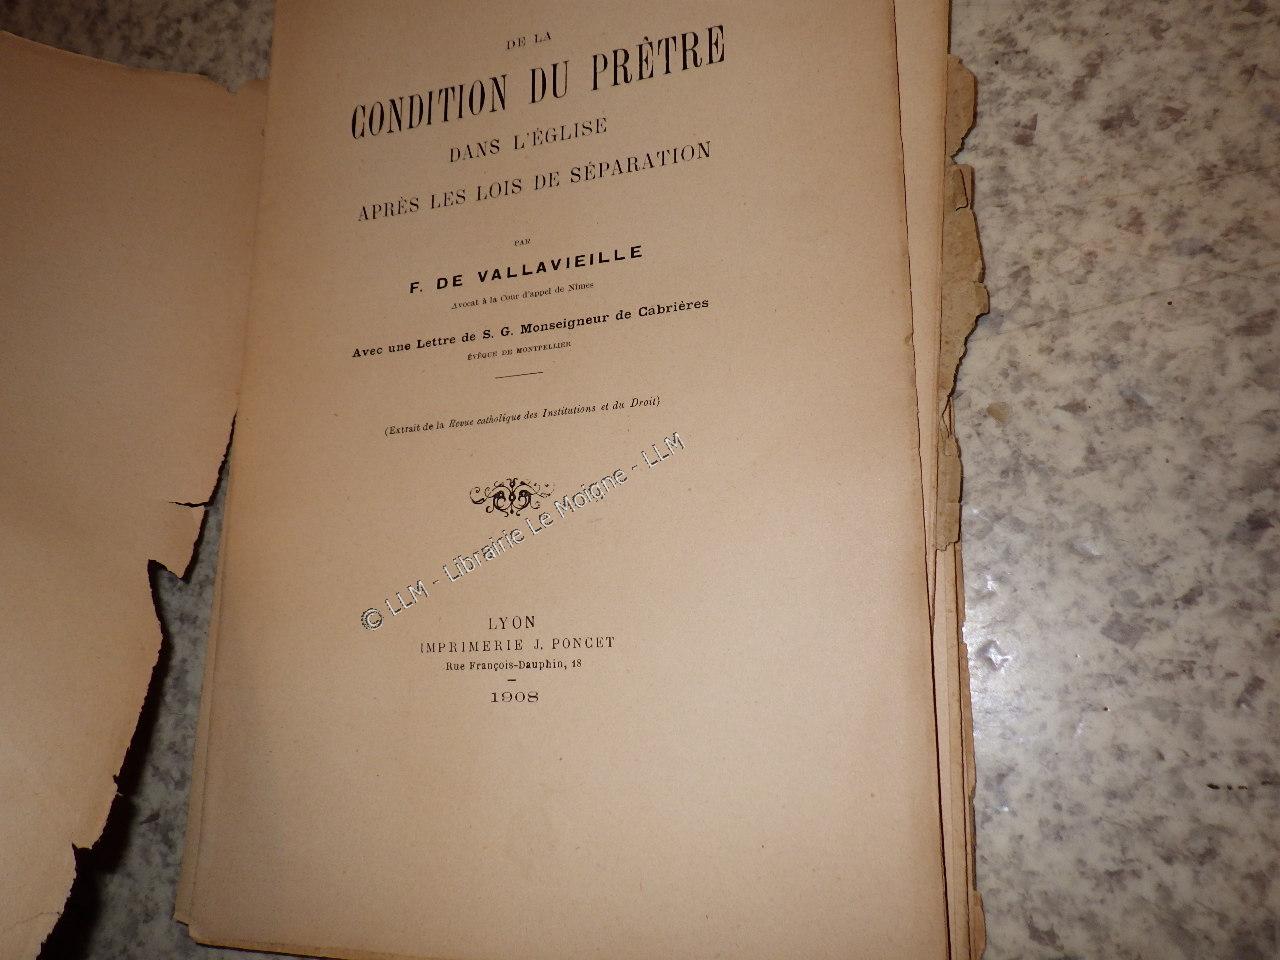 DE LA
CONDITION DU PRÊTRE
DANS L'ÉGLISE
APRÈS LES LOIS DE SÉPARATION
PAR
F. DE VALLAVIEILLE
Avocat à la Cour d'appel de Nîmes
Avec une Lettre de S. G. Monseigneur de Cabrières
ÉVÊQUE DE MONTPELLIER
(Extrait de la Revue catholique des Institutions et du Droit)
© LLM - Librairie Le Moigne - LLM
LYON
IMPRIMERIE J. PONCET
Rue François-Dauphin, 18
1908